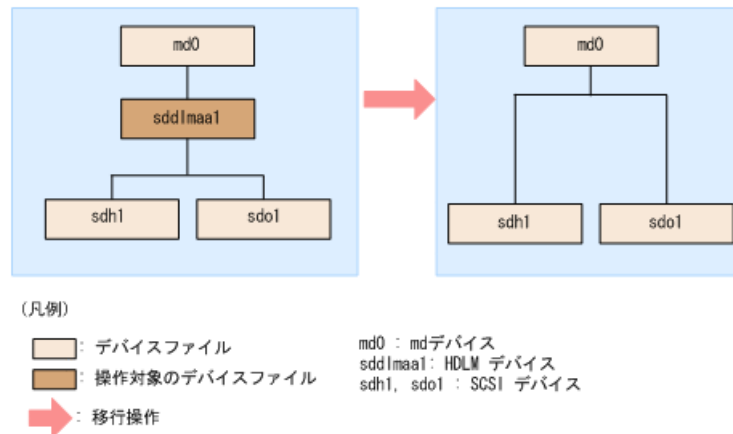 md0
sddlmaa1
sdh1
sdo1
md0
sdh1
sdo1
(凡例)
: デバイスファイル
: 操作対象のデバイスファイル
: 移行操作
md0 : mdデバイス
sddlmaa1: HDLM デバイス
sdh1, sdo1 : SCSI デバイス